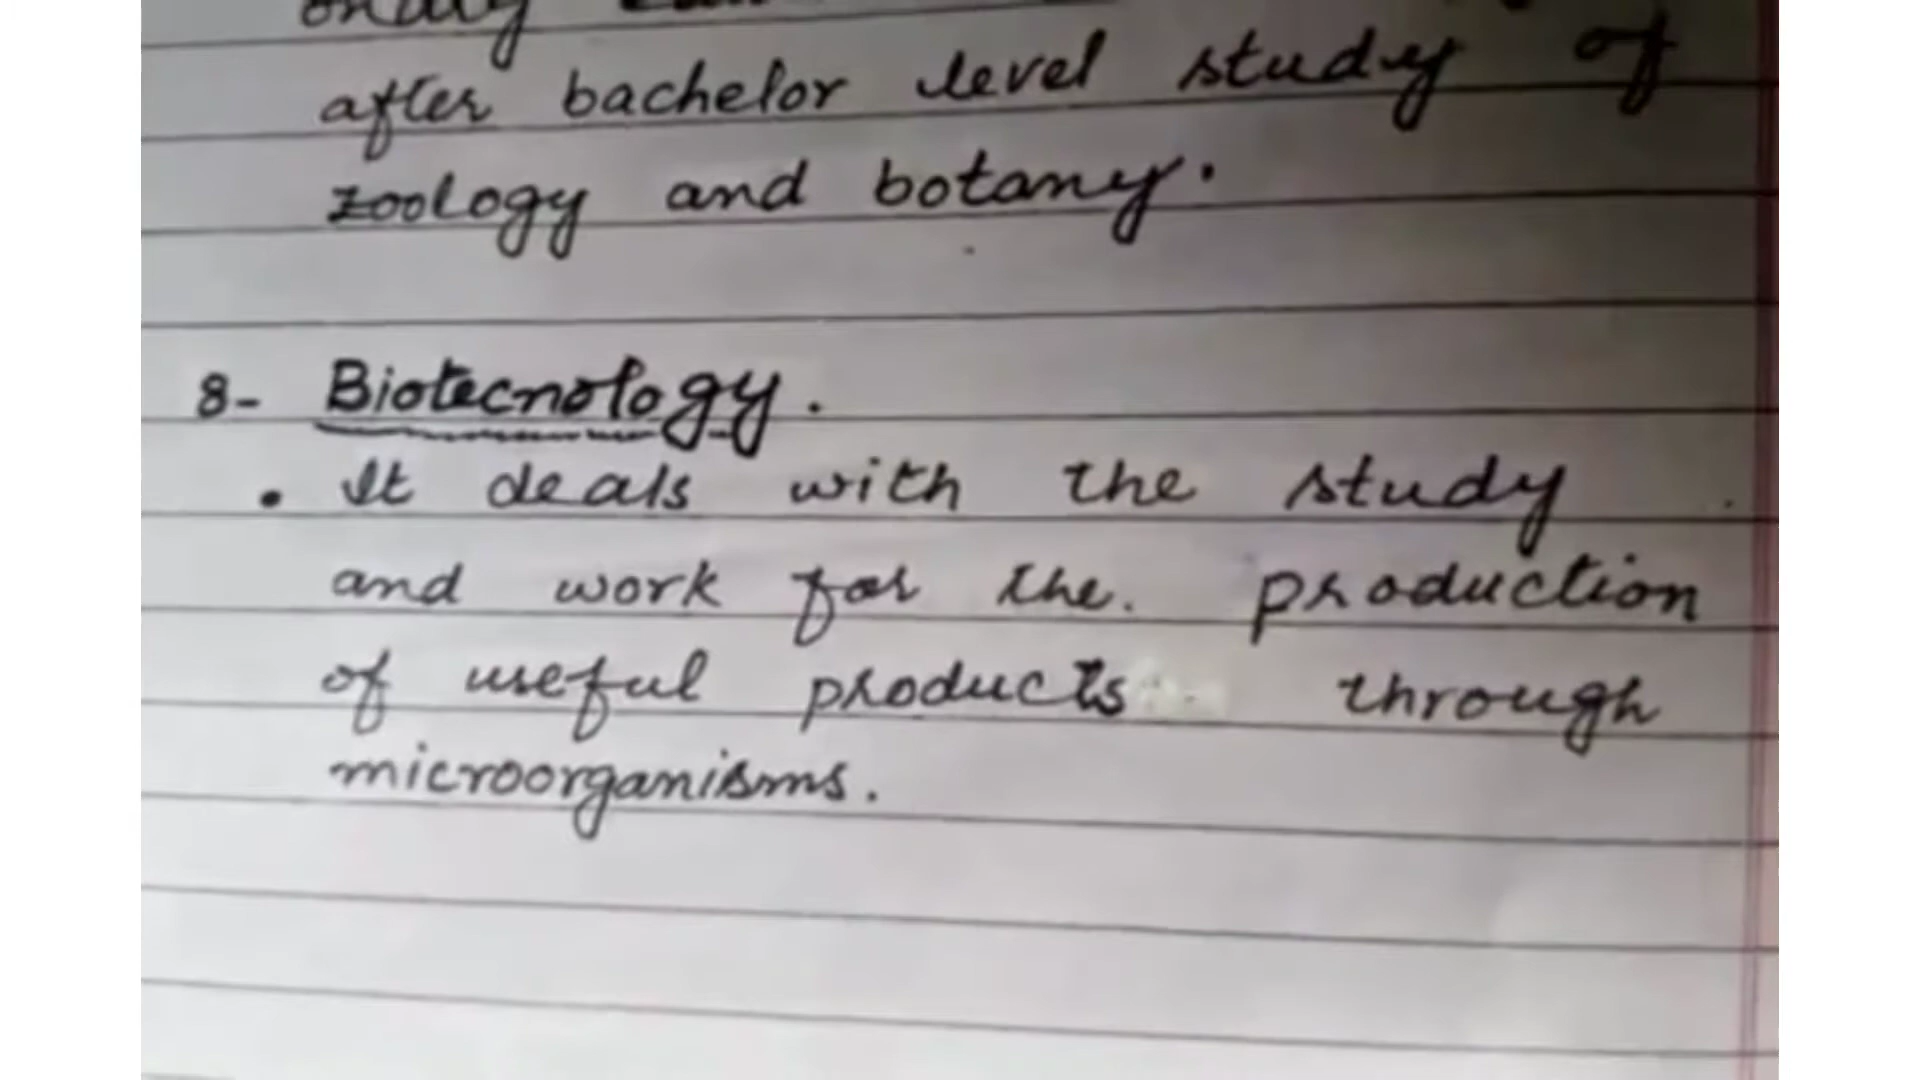 after bachelor level study of
zoology and botany.
8- Biotecnology.
• It deals with the study
and work for the. production
of useful products through
microorganisms.